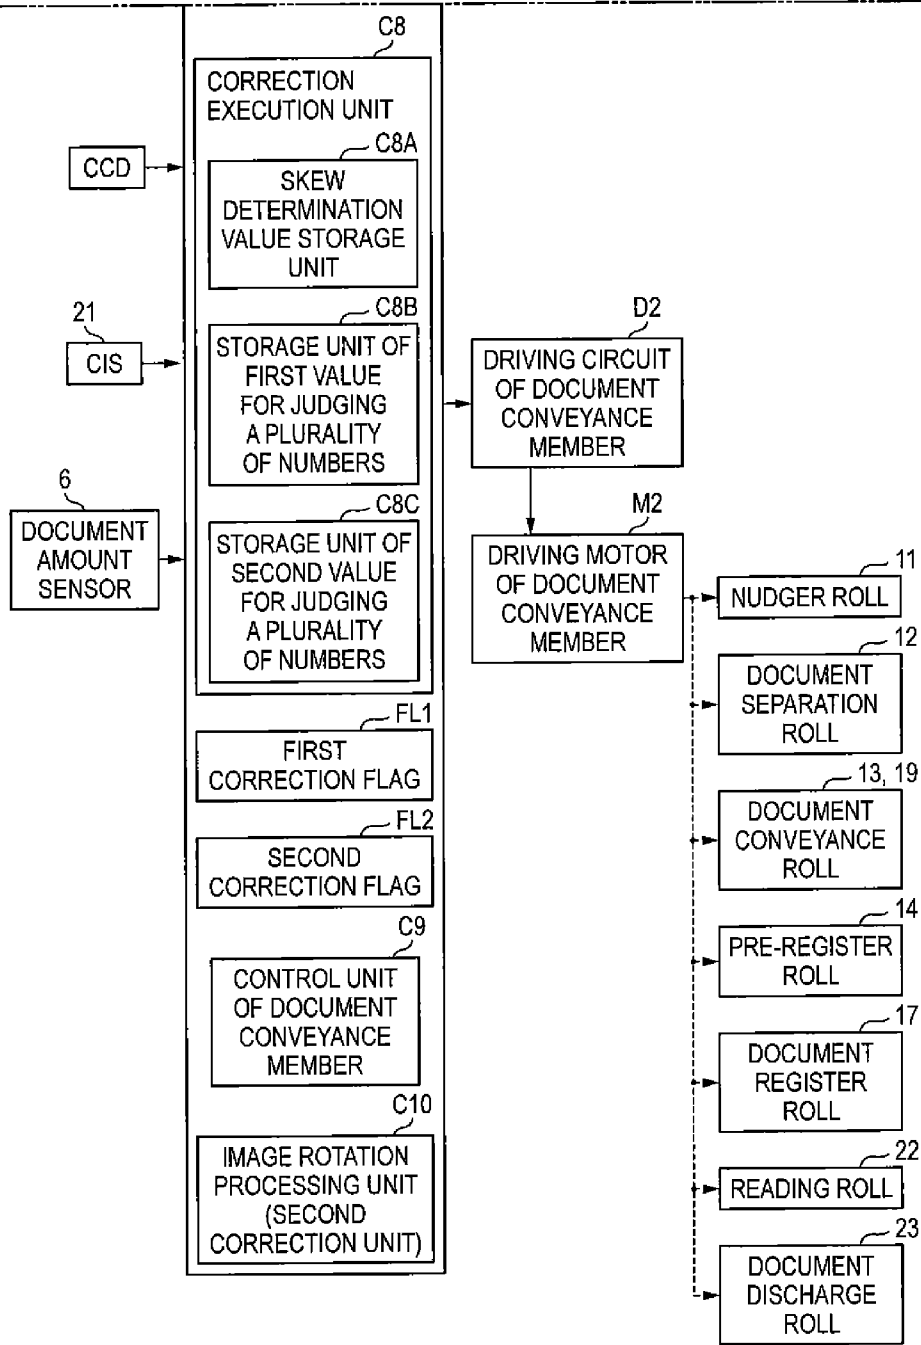 C8
CORRECTION
EXECUTION UNIT
C8A
SKEW
DETERMINATION
VALUE STORAGE
UNIT
C8B
STORAGE UNIT OF
FIRST VALUE
FOR JUDGING
A PLURALITY
OF NUMBERS
C8C
STORAGE UNIT OF
SECOND VALUE
FOR JUDGING
A PLURALITY
OF NUMBERS
FL1
FIRST
CORRECTION FLAG
FL2
SECOND
CORRECTION FLAG
C9
CONTROL UNIT
OF DOCUMENT
CONVEYANCE
MEMBER
C10
IMAGE ROTATION
PROCESSING UNIT
(SECOND
CORRECTION UNIT)
CCD
21
CIS
6
DOCUMENT
AMOUNT
SENSOR
D2
DRIVING CIRCUIT
OF DOCUMENT
CONVEYANCE
MEMBER
M2
DRIVING MOTOR
OF DOCUMENT
CONVEYANCE
MEMBER
11
NUDGER ROLL
12
DOCUMENT
SEPARATION
ROLL
13, 19
DOCUMENT
CONVEYANCE
ROLL
14
PRE-REGISTER
ROLL
17
DOCUMENT
REGISTER
ROLL
22
READING ROLL
23
DOCUMENT
DISCHARGE
ROLL